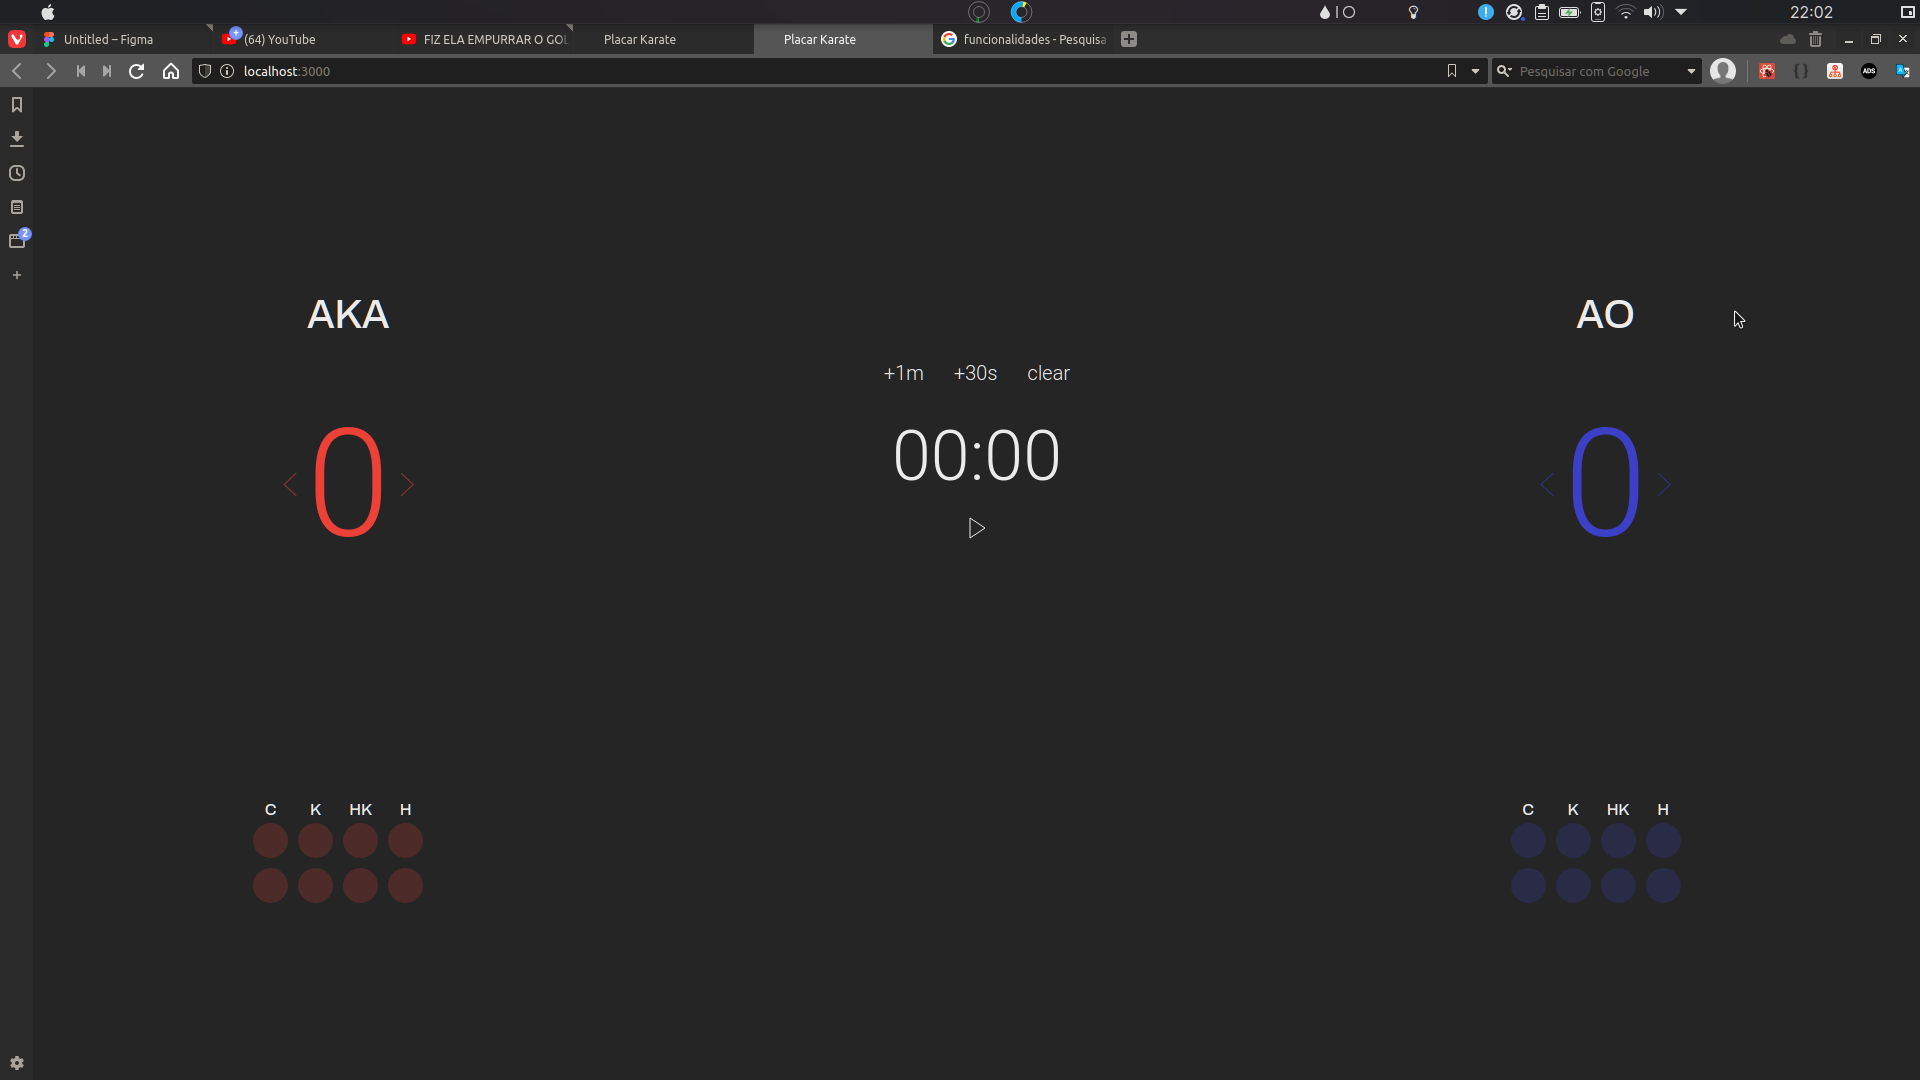 22:02
Untitled – Figma
(64) YouTube
FIZ ELA EMPURRAR O GOL
Placar Karate
Placar Karate
funcionalidades - Pesquisa
localhost:3000
Pesquisar com Google
ADS
2
AKA
AO
+1m +30s clear
0
00:00
0
C K HK H
C K HK H